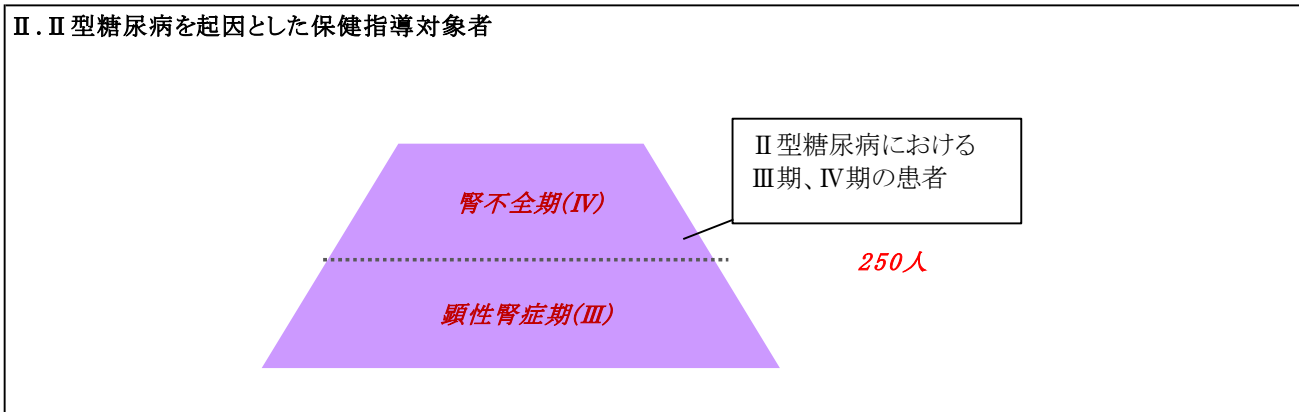 Ⅱ.Ⅱ型糖尿病を起因とした保健指導対象者
Ⅱ型糖尿病における
Ⅲ期、Ⅳ期の患者
腎不全期(Ⅳ)
250人
顕性腎症期(Ⅲ)